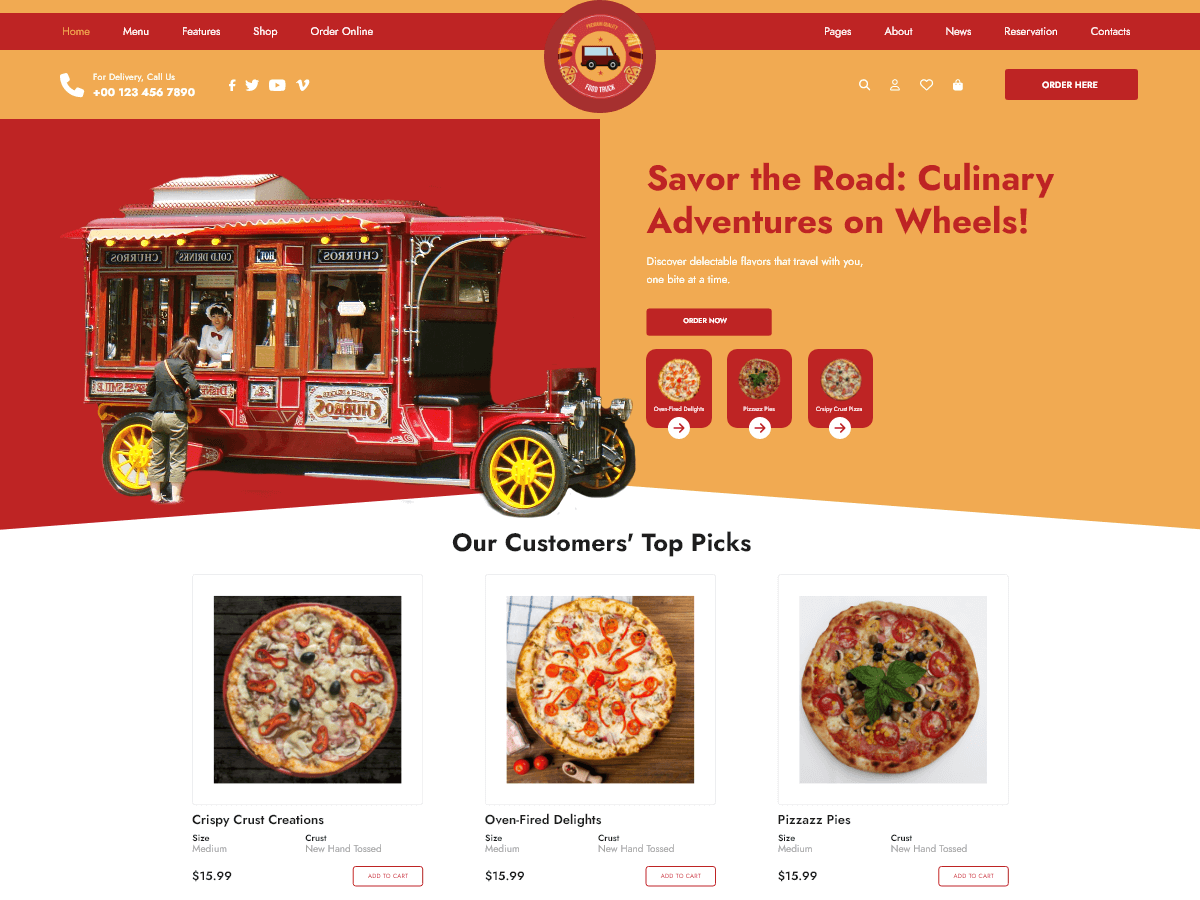 Home Menu Features Shop Order Online
PREMIUM QUALITY
FOOD TRUCK
Pages About News Reservation Contacts
For Delivery, Call Us
+00 123 456 7890
ORDER HERE
Savor the Road: Culinary
Adventures on Wheels!
Discover delectable flavors that travel with you,
one bite at a time.
ORDER NOW
Oven-Fired Delights Pizzazz Pies Crsipy Crust Pizza
CHURROS COLD DRINKS HOT CHURROS
CHURROS
Our Customers' Top Picks
Crispy Crust Creations
Size Crust
Medium New Hand Tossed
$15.99 ADD TO CART
Oven-Fired Delights
Size Crust
Medium New Hand Tossed
$15.99 ADD TO CART
Pizzazz Pies
Size Crust
Medium New Hand Tossed
$15.99 ADD TO CART